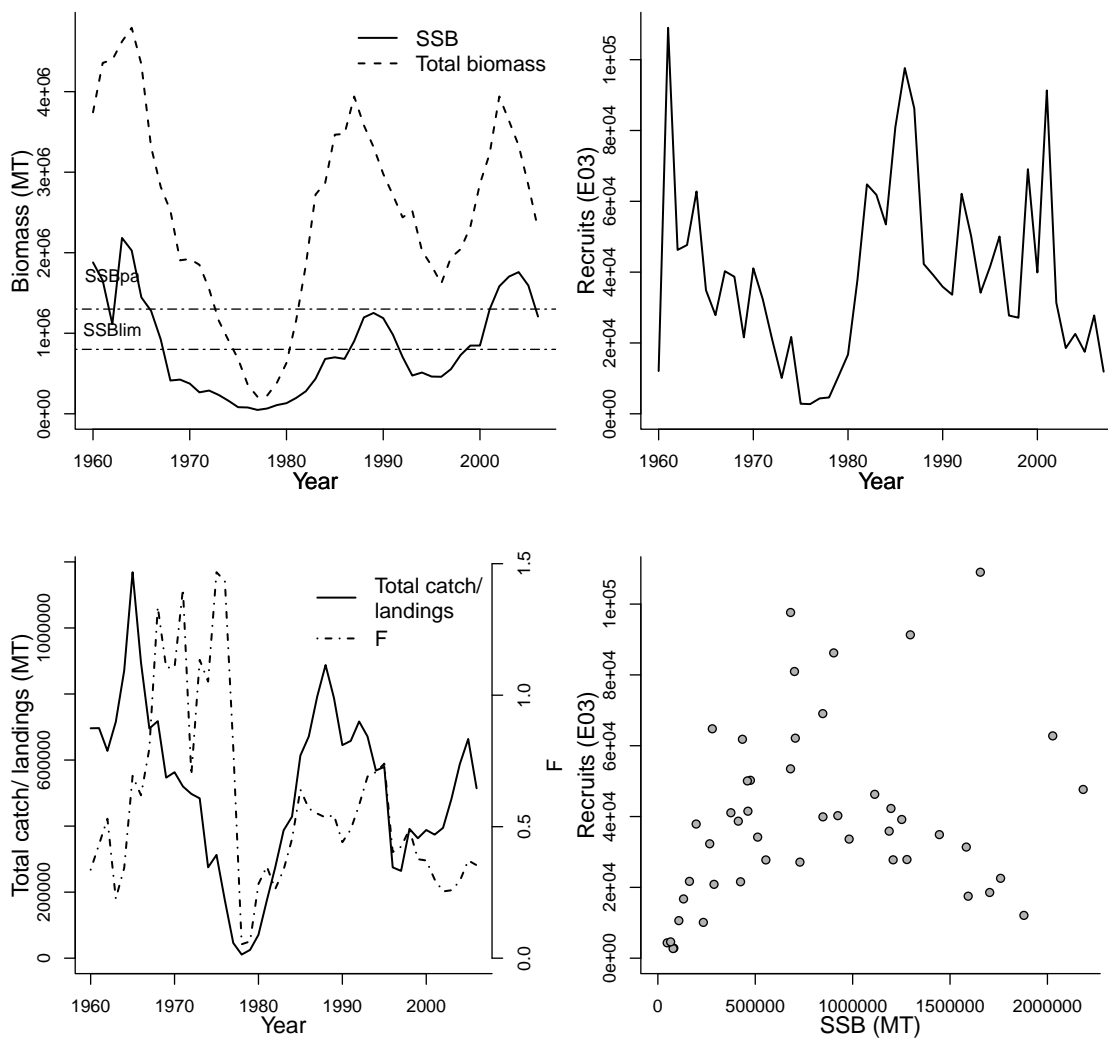 SSB
Total biomass
Biomass (MT)
0e+00
1e+06
2e+06
3e+06
4e+06
SSBpa
SSBlim
1960
1970
1980
1990
2000
Year
Recruits (E03)
0e+00
2e+04
4e+04
6e+04
8e+04
1e+05
1960
1970
1980
1990
2000
Year
Total catch/
landings
F
Total catch/ landings (MT)
0
200000
600000
1000000
F
0.0
0.5
1.0
1.5
1960
1970
1980
1990
2000
Year
Recruits (E03)
0e+00
2e+04
4e+04
6e+04
8e+04
1e+05
0
500000
1000000
1500000
2000000
SSB (MT)